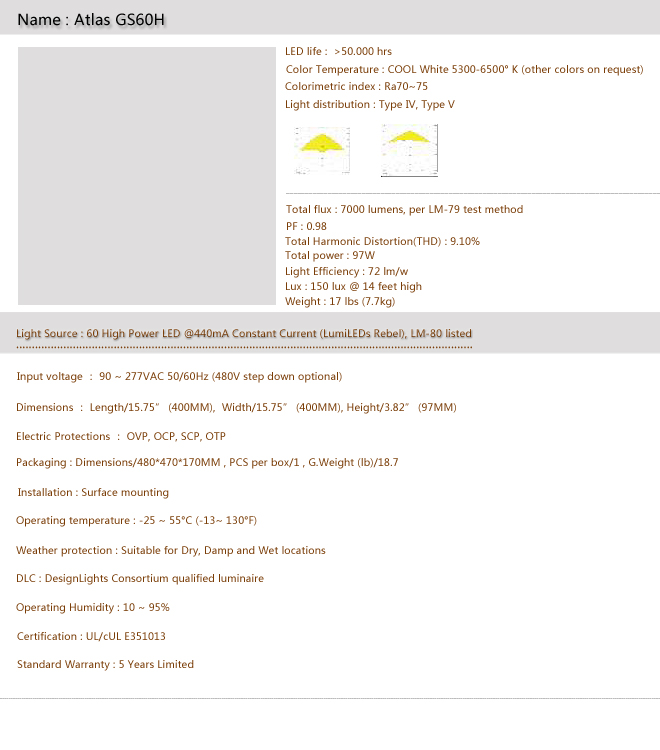 Name : Atlas GS60H
LED life :  >50.000 hrs
Color Temperature : COOL White 5300-6500° K (other colors on request)
Colorimetric index : Ra70~75
Light distribution : Type IV, Type V
Total flux : 7000 lumens, per LM-79 test method
PF : 0.98
Total Harmonic Distortion(THD) : 9.10%
Total power : 97W
Light Efficiency : 72 lm/w
Lux : 150 lux @ 14 feet high
Weight : 17 lbs (7.7kg)
Light Source : 60 High Power LED @440mA Constant Current (LumiLEDs Rebel), LM-80 listed
Input voltage  :  90 ~ 277VAC 50/60Hz (480V step down optional)
Dimensions  :  Length/15.75″  (400MM),  Width/15.75″  (400MM), Height/3.82″  (97MM)
Electric Protections  :  OVP, OCP, SCP, OTP
Packaging : Dimensions/480*470*170MM , PCS per box/1 , G.Weight (lb)/18.7
Installation : Surface mounting
Operating temperature : -25 ~ 55°C (-13~ 130°F)
Weather protection : Suitable for Dry, Damp and Wet locations
DLC : DesignLights Consortium qualified luminaire
Operating Humidity : 10 ~ 95%
Certification : UL/cUL E351013
Standard Warranty : 5 Years Limited